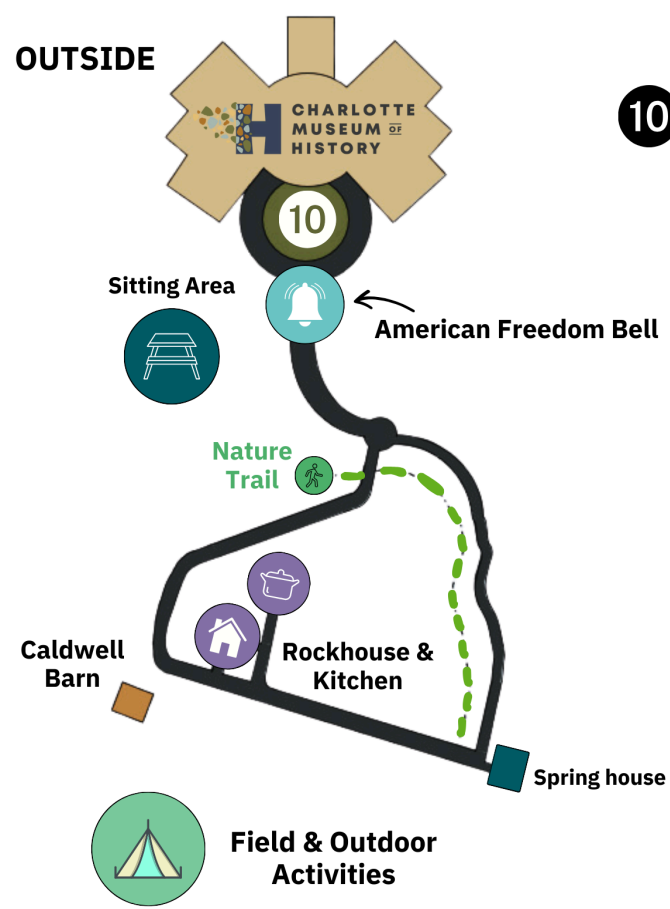 OUTSIDE
CHARLOTTE
MUSEUM OF
HISTORY
10
10
Sitting Area
American Freedom Bell
Nature
Trail
Caldwell
Barn
Rockhouse &
Kitchen
Spring house
Field & Outdoor
Activities